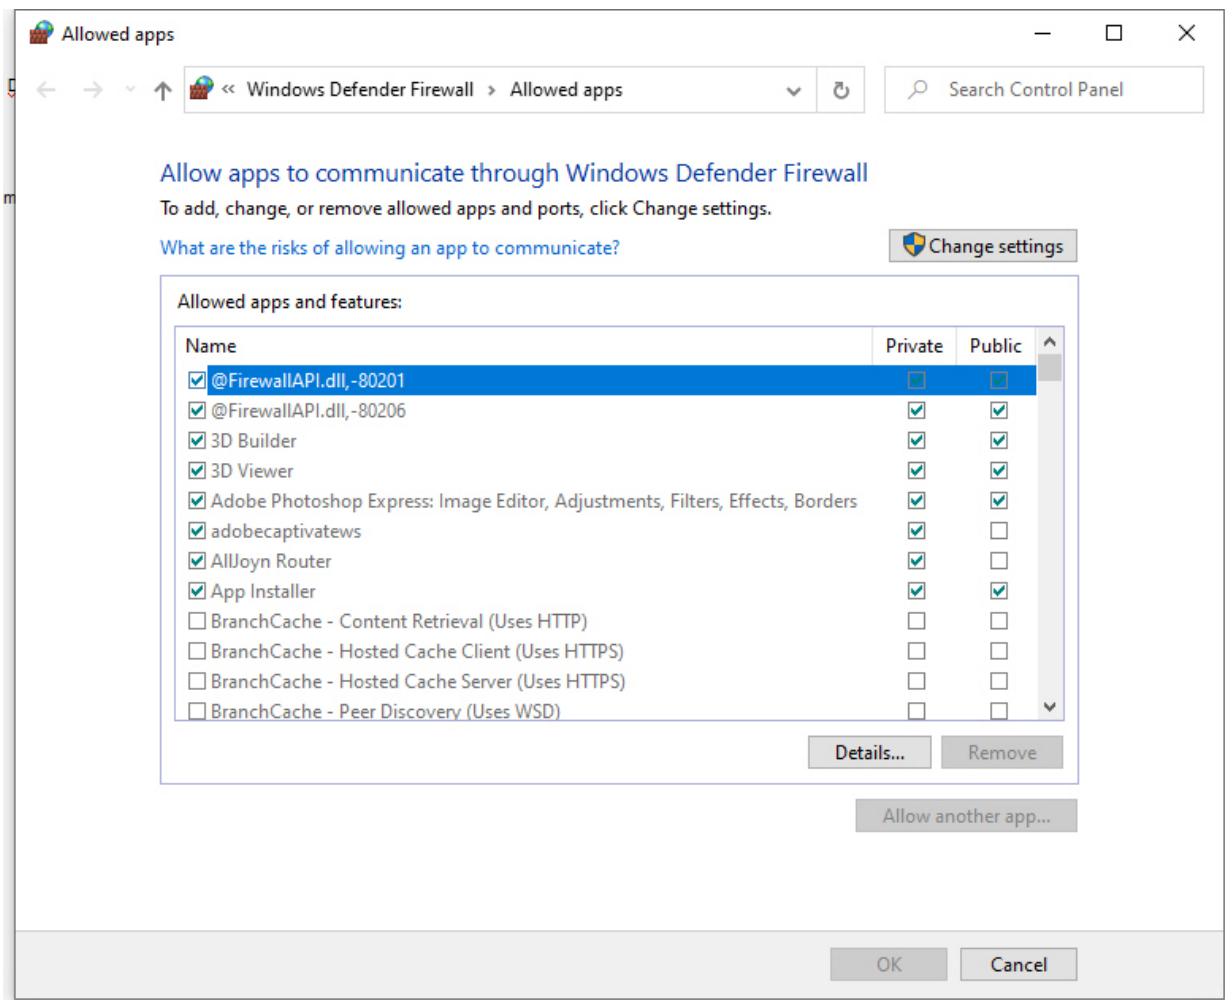 Allowed apps
« Windows Defender Firewall › Allowed apps
Search Control Panel
m
Allow apps to communicate through Windows Defender Firewall
To add, change, or remove allowed apps and ports, click Change settings.
What are the risks of allowing an app to communicate?
Change settings
Allowed apps and features:
Name Private Public
@FirewallAPI.dll,-80201
@FirewallAPI.dll,-80206
3D Builder
3D Viewer
Adobe Photoshop Express: Image Editor, Adjustments, Filters, Effects, Borders
adobecaptivatews
AllJoyn Router
App Installer
BranchCache - Content Retrieval (Uses HTTP)
BranchCache - Hosted Cache Client (Uses HTTPS)
BranchCache - Hosted Cache Server (Uses HTTPS)
BranchCache - Peer Discovery (Uses WSD)
Details... Remove
Allow another app...
OK Cancel